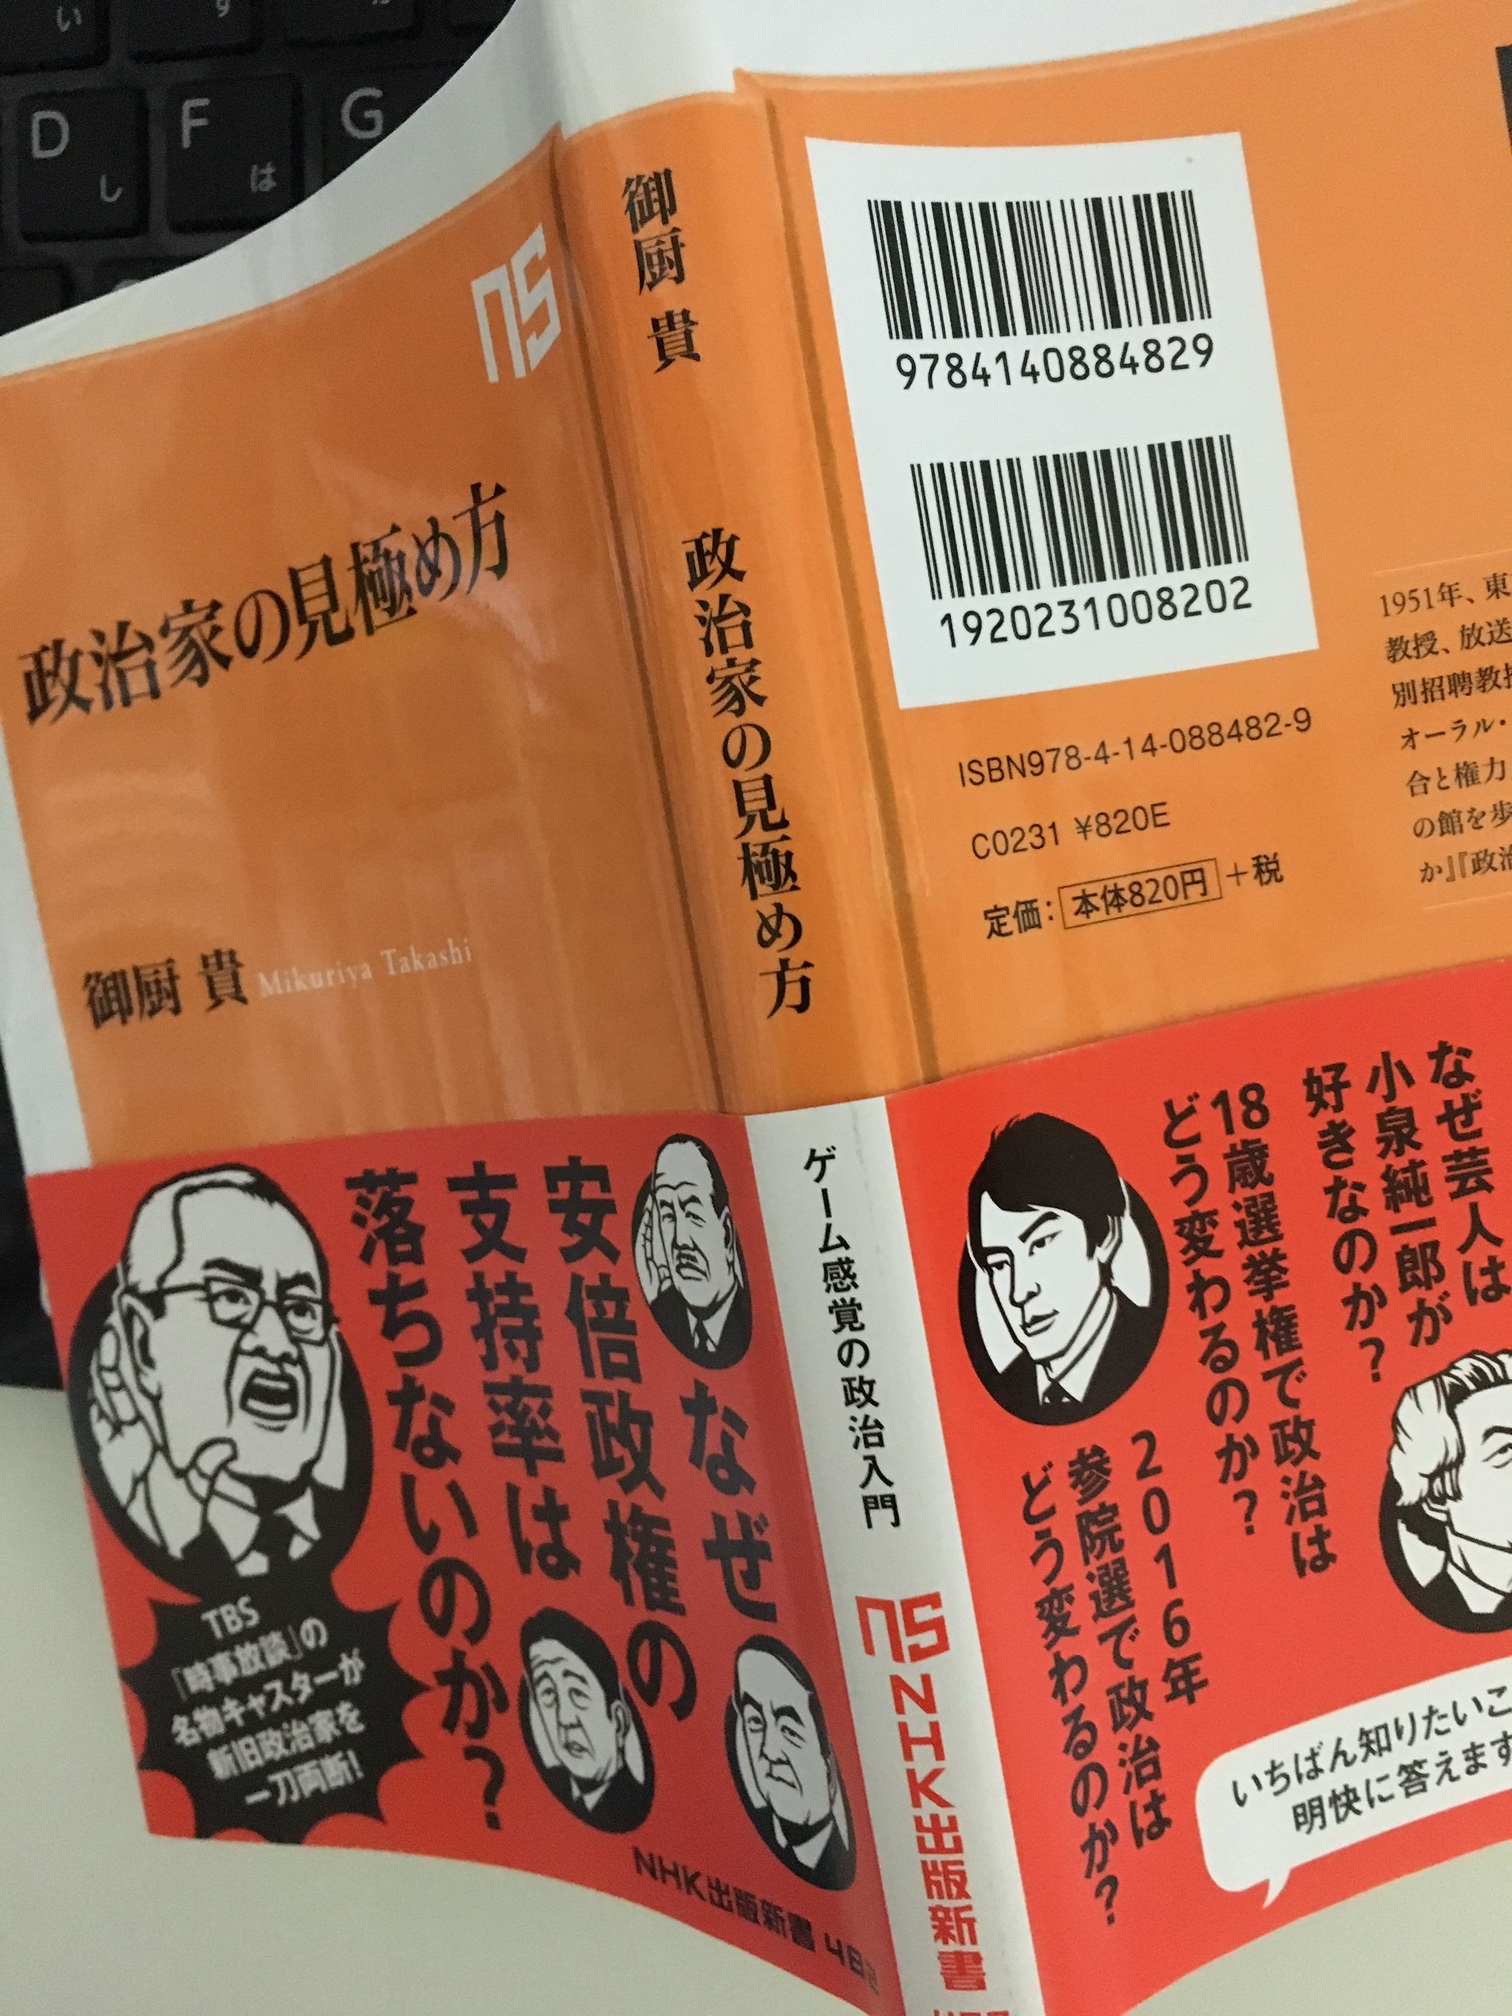 い
す
D
し
F
は
G
ns
政治家の見極め方
御厨 貴 Mikuriya Takashi
なぜ
安倍政権の
支持率は
落ちないのか?
TBS
「時事放談」の
名物キャスターが
新旧政治家を
一刀両断!
NHK出版新書 48
御厨 貴
政治家の見極め方
ゲーム感覚の政治入門
ns
NHK出版新書
9784140884829
1920231008202
ISBN978-4-14-088482-9
C0231 ¥820E
定価: 本体820円 +税
1951年、東
教授、放送
別招聘教授
オーラル・
合と権力
の館を歩
か』『政治
なぜ芸人は
小泉純一郎が
好きなのか?
18歳選挙権で政治は
どう変わるのか?
2016年
参院選で政治は
どう変わるのか?
いちばん知りたいこ
明快に答えます